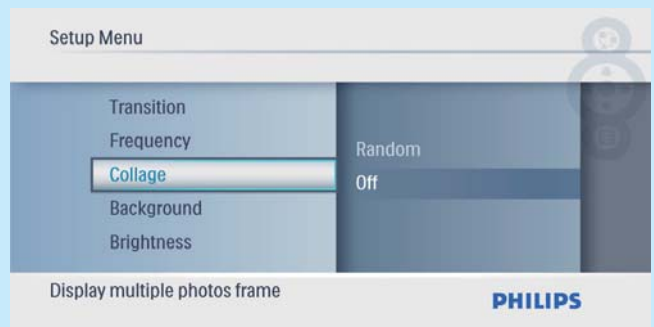 Setup Menu
Transition
Frequency
Collage
Background
Brightness
Random
Off
Display multiple photos frame
PHILIPS